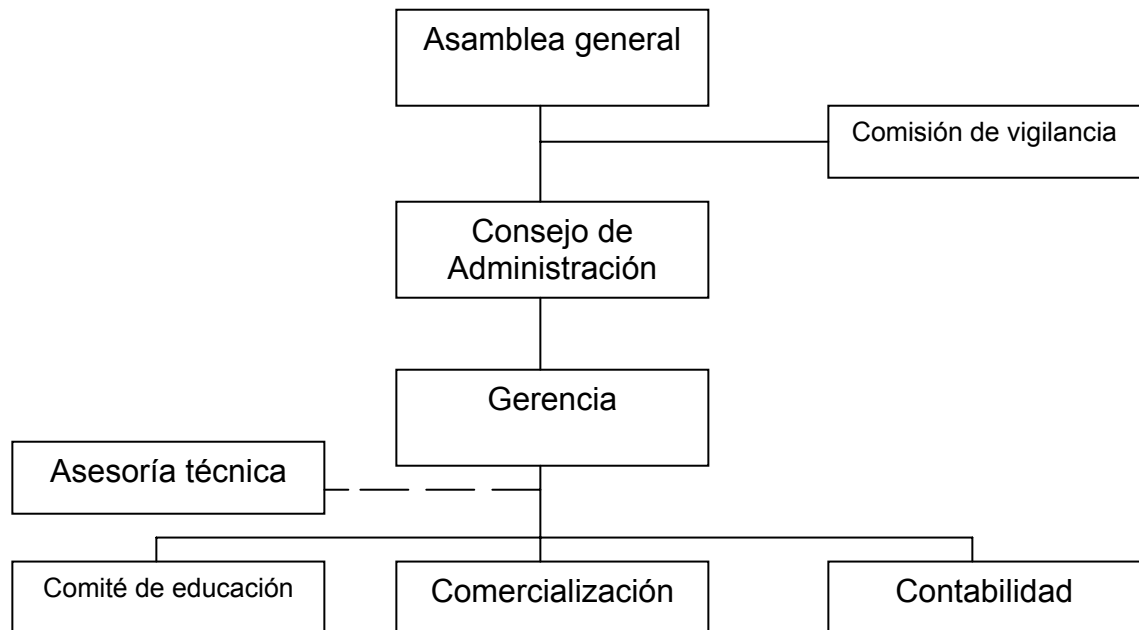 Asamblea general
Comisión de vigilancia
Consejo de
Administración
Gerencia
Asesoría técnica
Comité de educación
Comercialización
Contabilidad